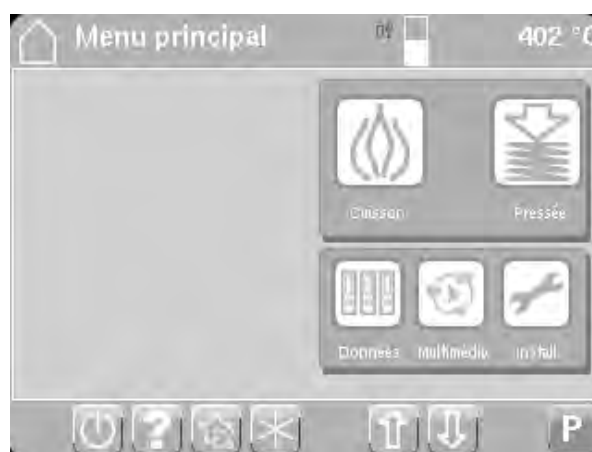 Menu principal
402 °C
Cuisson Pressée
Données Multimédia Install.
P